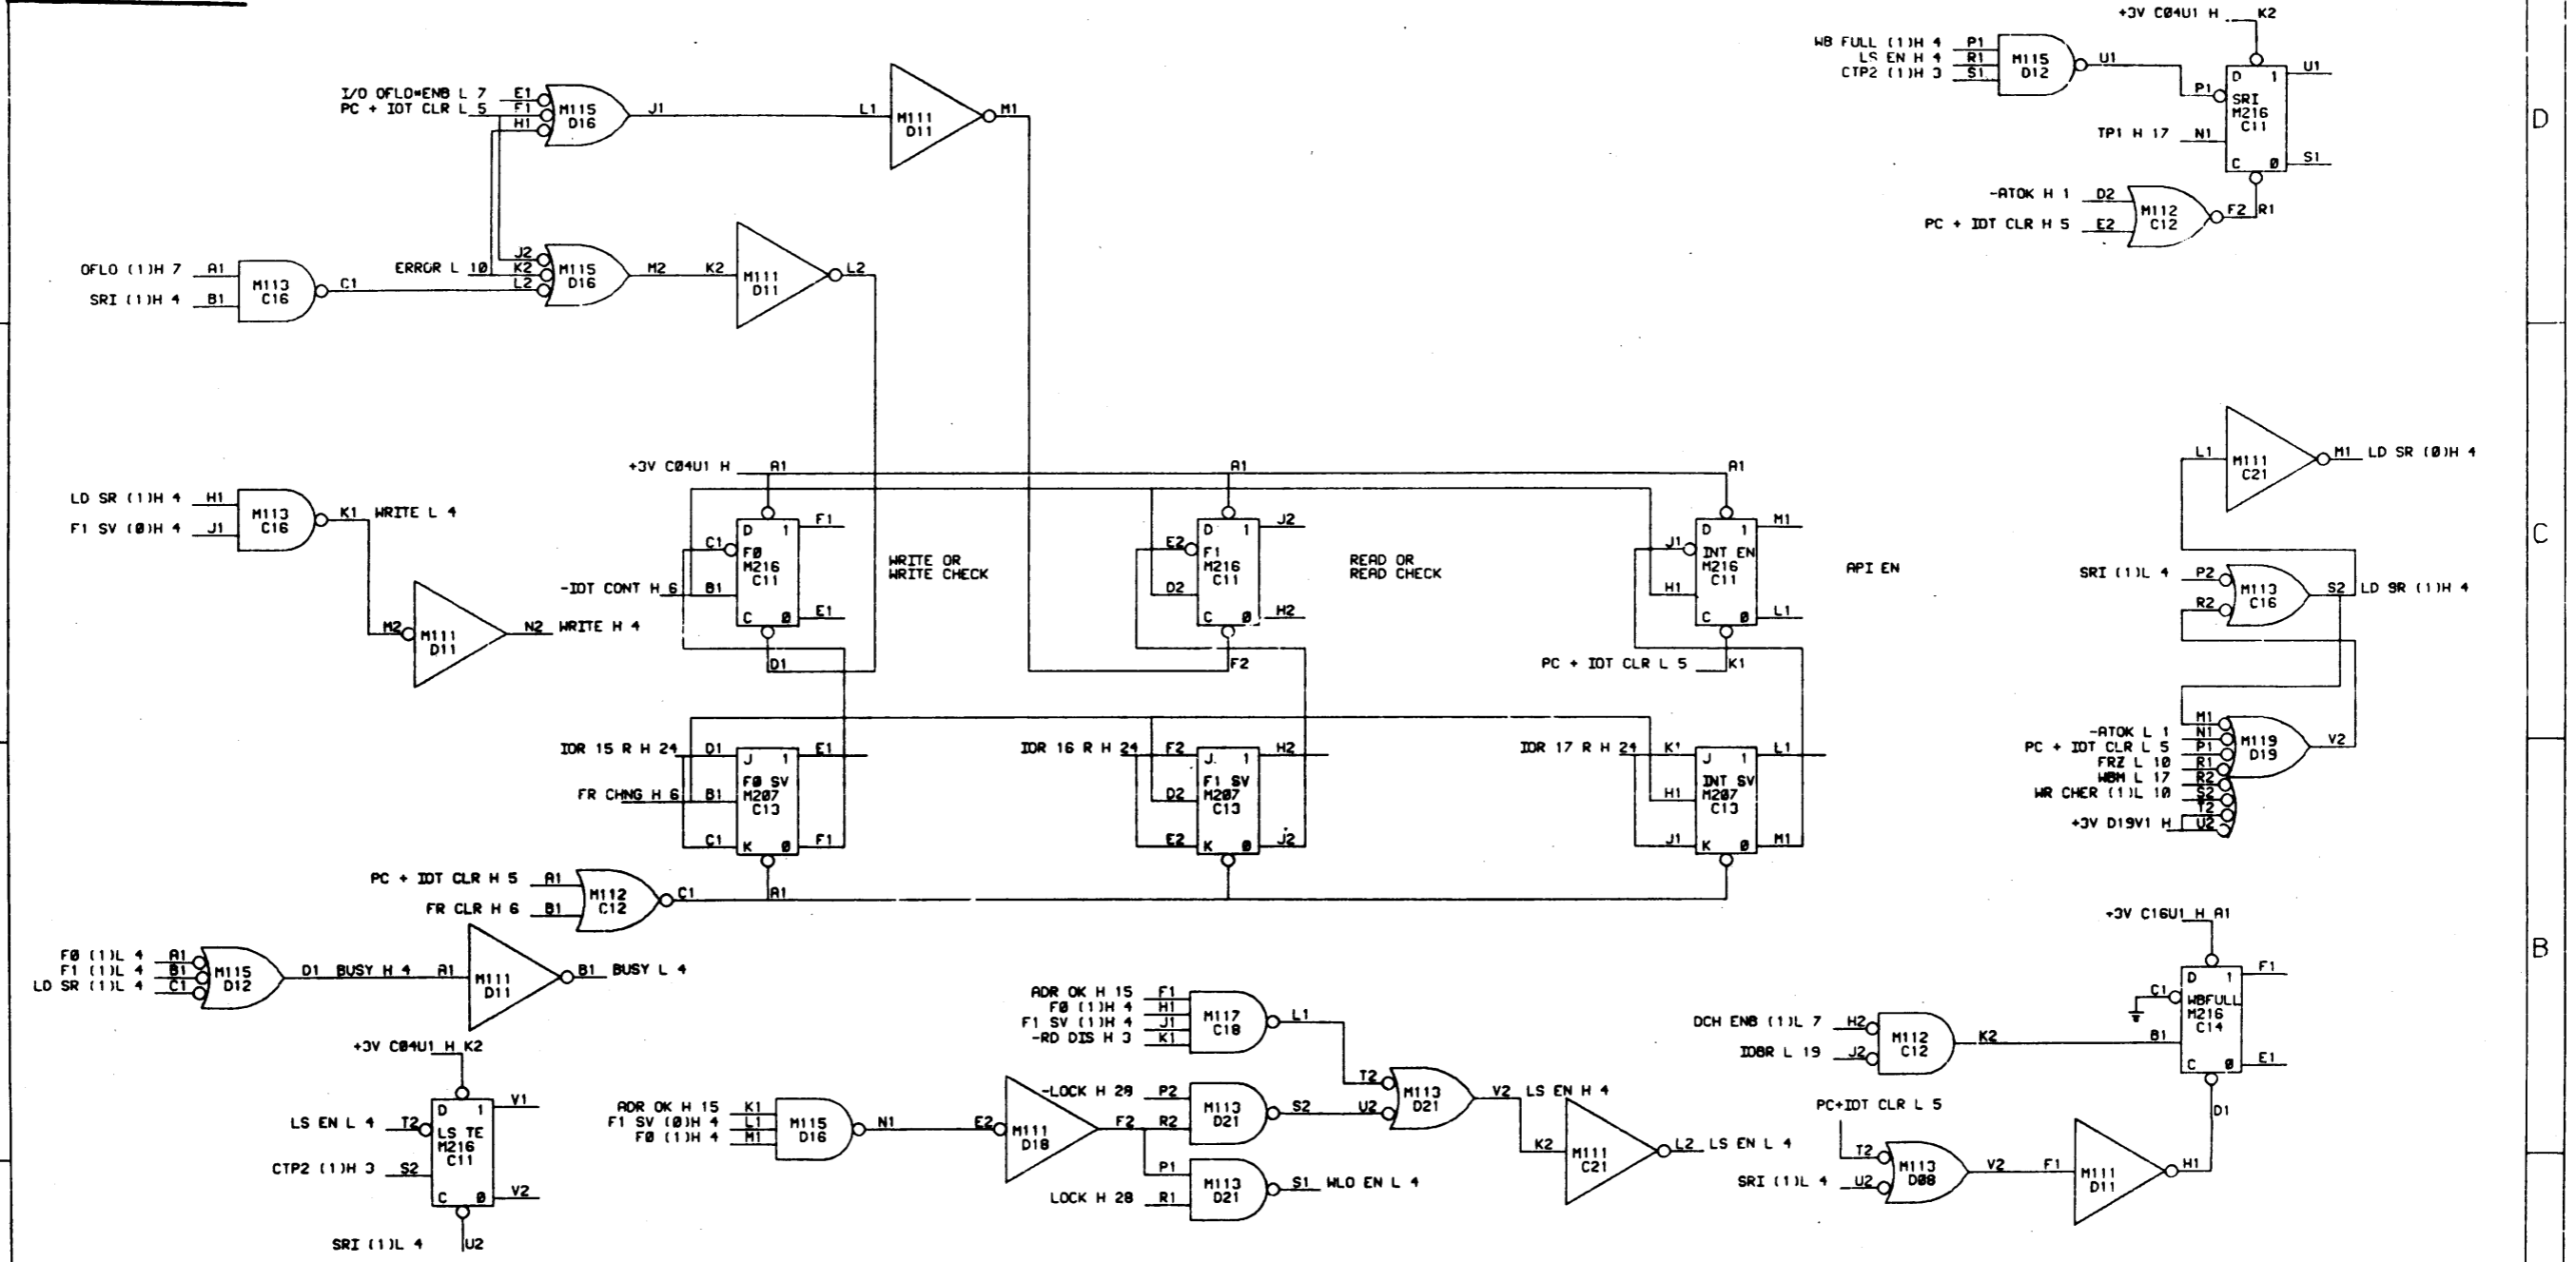 +3V C04U1 H K2
WB FULL (1)H 4 P1
LS EN H 4 R1
CTP2 (1)H 3 S1
M115
D12
U1
D 1 U1
P1 SRI
M216
C11
TP1 H 17 N1
C 0 S1
-ATOK H 1 D2
PC + IOT CLR H 5 E2
M112
C12
F2 R1
D
I/O OFLO*ENB L 7 E1
PC + IOT CLR L 5 F1
H1
M115
D16
J1
L1 M111
D11
M1
OFLO (1)H 7 A1
SRI (1)H 4 B1
M113
C16
C1
ERROR L 10
J2
K2
L2
M115
D16
M2
K2 M111
D11
L2
LD SR (1)H 4 H1
F1 SV (0)H 4 J1
M113
C16
K1 WRITE L 4
M2 M111
D11
N2 WRITE H 4
+3V C04U1 H A1
A1
A1
D 1 F1
C1 F0
M216
C11
-IOT CONT H 6 B1
C 0 E1
D1
WRITE OR
WRITE CHECK
D 1 J2
E2 F1
M216
C11
D2
C 0 H2
F2
READ OR
READ CHECK
D 1 M1
J1 INT EN
M216
C11
H1
C 0 L1
PC + IOT CLR L 5 K1
API EN
L1 M111
C21
M1 LD SR (0)H 4
C
SRI (1)L 4 P2
R2
M113
C16
S2 LD SR (1)H 4
M1
-ATOK L 1 N1
PC + IOT CLR L 5 P1
FRZ L 10 R1
WBM L 17 R2
WR CHER (1)L 10 S2
T2
+3V D19V1 H U2
M119
D19
V2
IOR 15 R H 24 D1
J 1 E1
F0 SV
M207
C13
FR CHNG H 6 B1
C1 K 0 F1
A1
IOR 16 R H 24 F2
J 1 H2
F1 SV
M207
C13
D2
E2 K 0 J2
IOR 17 R H 24 K1
J 1 L1
INT SV
M207
C13
H1
J1 K 0 M1
PC + IOT CLR H 5 A1
FR CLR H 6 B1
M112
C12
C1
F0 (1)L 4 A1
F1 (1)L 4 B1
LD SR (1)L 4 C1
M115
D12
D1 BUSY H 4 A1
M111
D11
B1 BUSY L 4
+3V C04U1 H K2
D 1 V1
LS EN L 4 T2
LS TE
M216
C11
CTP2 (1)H 3 S2
C 0 V2
SRI (1)L 4 U2
ADR OK H 15 K1
F1 SV (0)H 4 L1
F0 (1)H 4 M1
M115
D16
N1
E2 M111
D18
F2
ADR OK H 15 F1
F0 (1)H 4 H1
F1 SV (1)H 4 J1
-RD DIS H 3 K1
M117
C18
L1
-LOCK H 28 P2
R2
M113
D21
S2
P1
LOCK H 28 R1
M113
D21
S1 WLO EN L 4
T2
U2
M113
D21
V2 LS EN H 4
K2 M111
C21
L2 LS EN L 4
+3V C16U1 H A1
D 1 F1
C1 WBFULL
M216
C14
B1
C 0 E1
D1
DCH ENB (1)L 7 H2
IOBR L 19 J2
M112
C12
K2
PC+IOT CLR L 5
T2
SRI (1)L 4 U2
M113
D08
V2
F1 M111
D11
H1
B